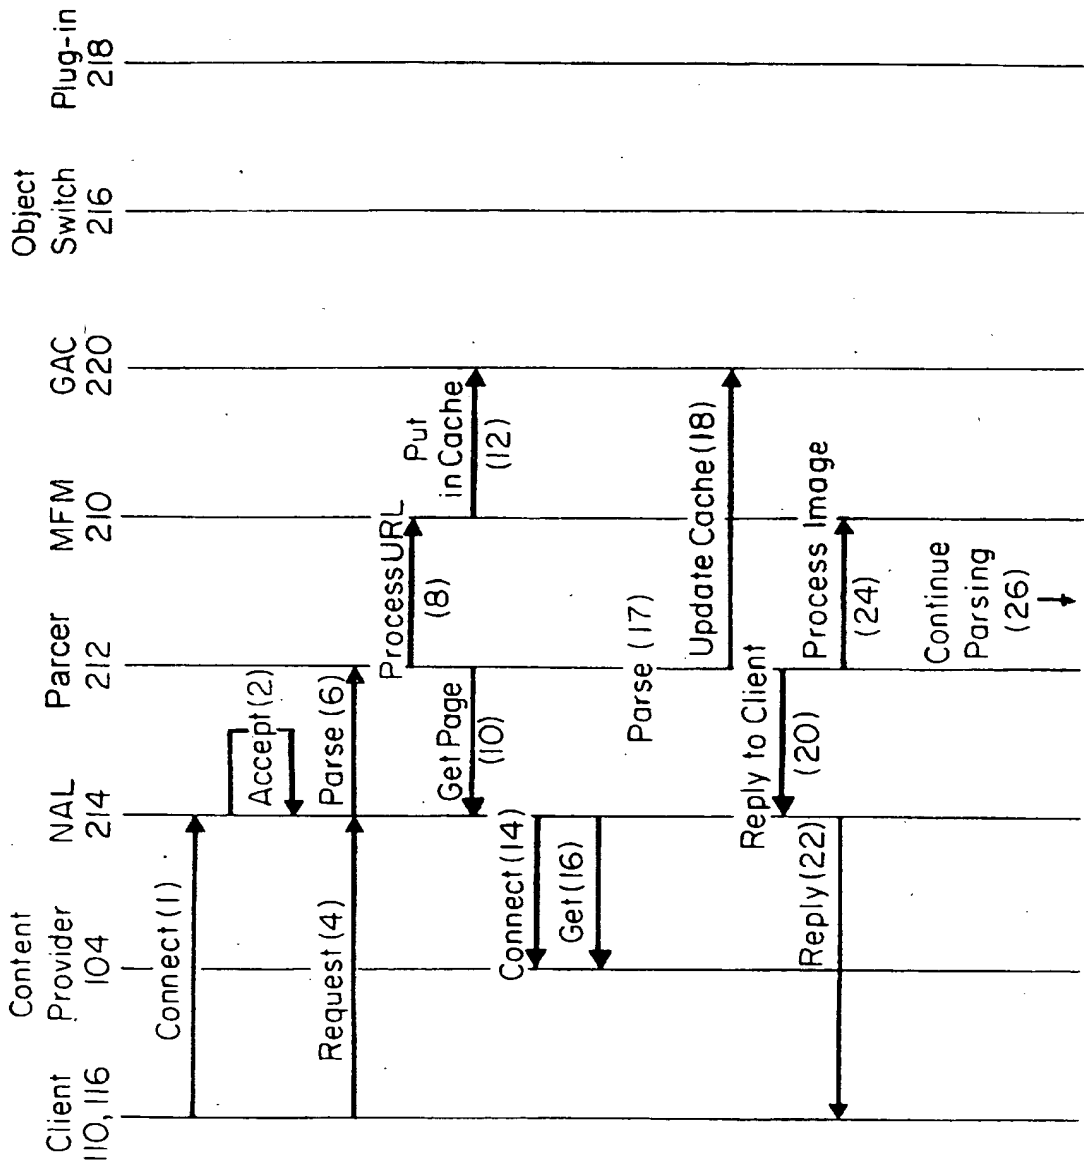 Client
110, 116
Content
Provider
104
NAL
214
Parcer
212
MFM
210
GAC
220
Object
Switch
216
Plug-in
218
Connect (1)
Accept (2)
Request (4)
Parse (6)
Process URL
(8)
Get Page
(10)
Put
in Cache
(12)
Connect (14)
Get (16)
Parse (17)
Update Cache (18)
Reply to Client
(20)
Reply (22)
Process Image
(24)
Continue
Parsing
(26)